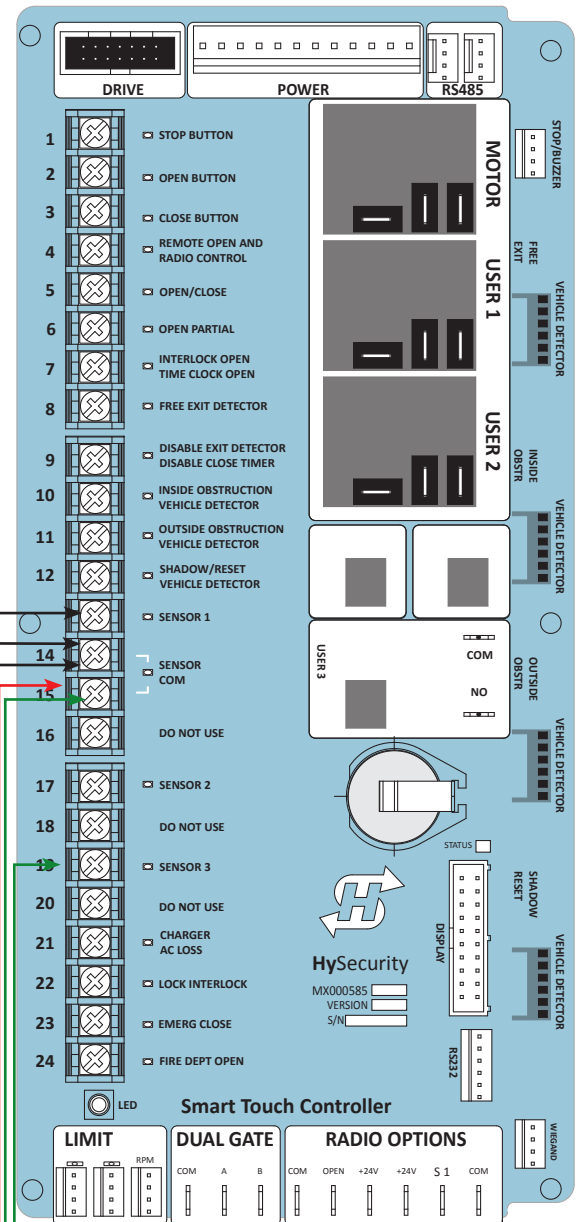 DRIVE
POWER
RS485
1
STOP BUTTON
2
OPEN BUTTON
3
CLOSE BUTTON
4
REMOTE OPEN AND
RADIO CONTROL
5
OPEN/CLOSE
6
OPEN PARTIAL
7
INTERLOCK OPEN
TIME CLOCK OPEN
8
FREE EXIT DETECTOR
9
DISABLE EXIT DETECTOR
DISABLE CLOSE TIMER
10
INSIDE OBSTRUCTION
VEHICLE DETECTOR
11
OUTSIDE OBSTRUCTION
VEHICLE DETECTOR
12
SHADOW/RESET
VEHICLE DETECTOR
SENSOR 1
14
SENSOR
COM
15
16
DO NOT USE
17
SENSOR 2
18
DO NOT USE
19
SENSOR 3
20
DO NOT USE
21
CHARGER
AC LOSS
22
LOCK INTERLOCK
23
EMERG CLOSE
24
FIRE DEPT OPEN
MOTOR
USER 1
USER 2
USER 3
COM
NO
STOP/BUZZER
FREE
EXIT
VEHICLE DETECTOR
INSIDE
OBSTR
VEHICLE DETECTOR
OUTSIDE
OBSTR
VEHICLE DETECTOR
STATUS
SHADOW
RESET
VEHICLE DETECTOR
DISPLAY
HySecurity
MX000585
VERSION
S/N
RS232
WIEGAND
LED
Smart Touch Controller
LIMIT
RPM
DUAL GATE
COM A B
RADIO OPTIONS
COM OPEN +24V +24V S 1 COM